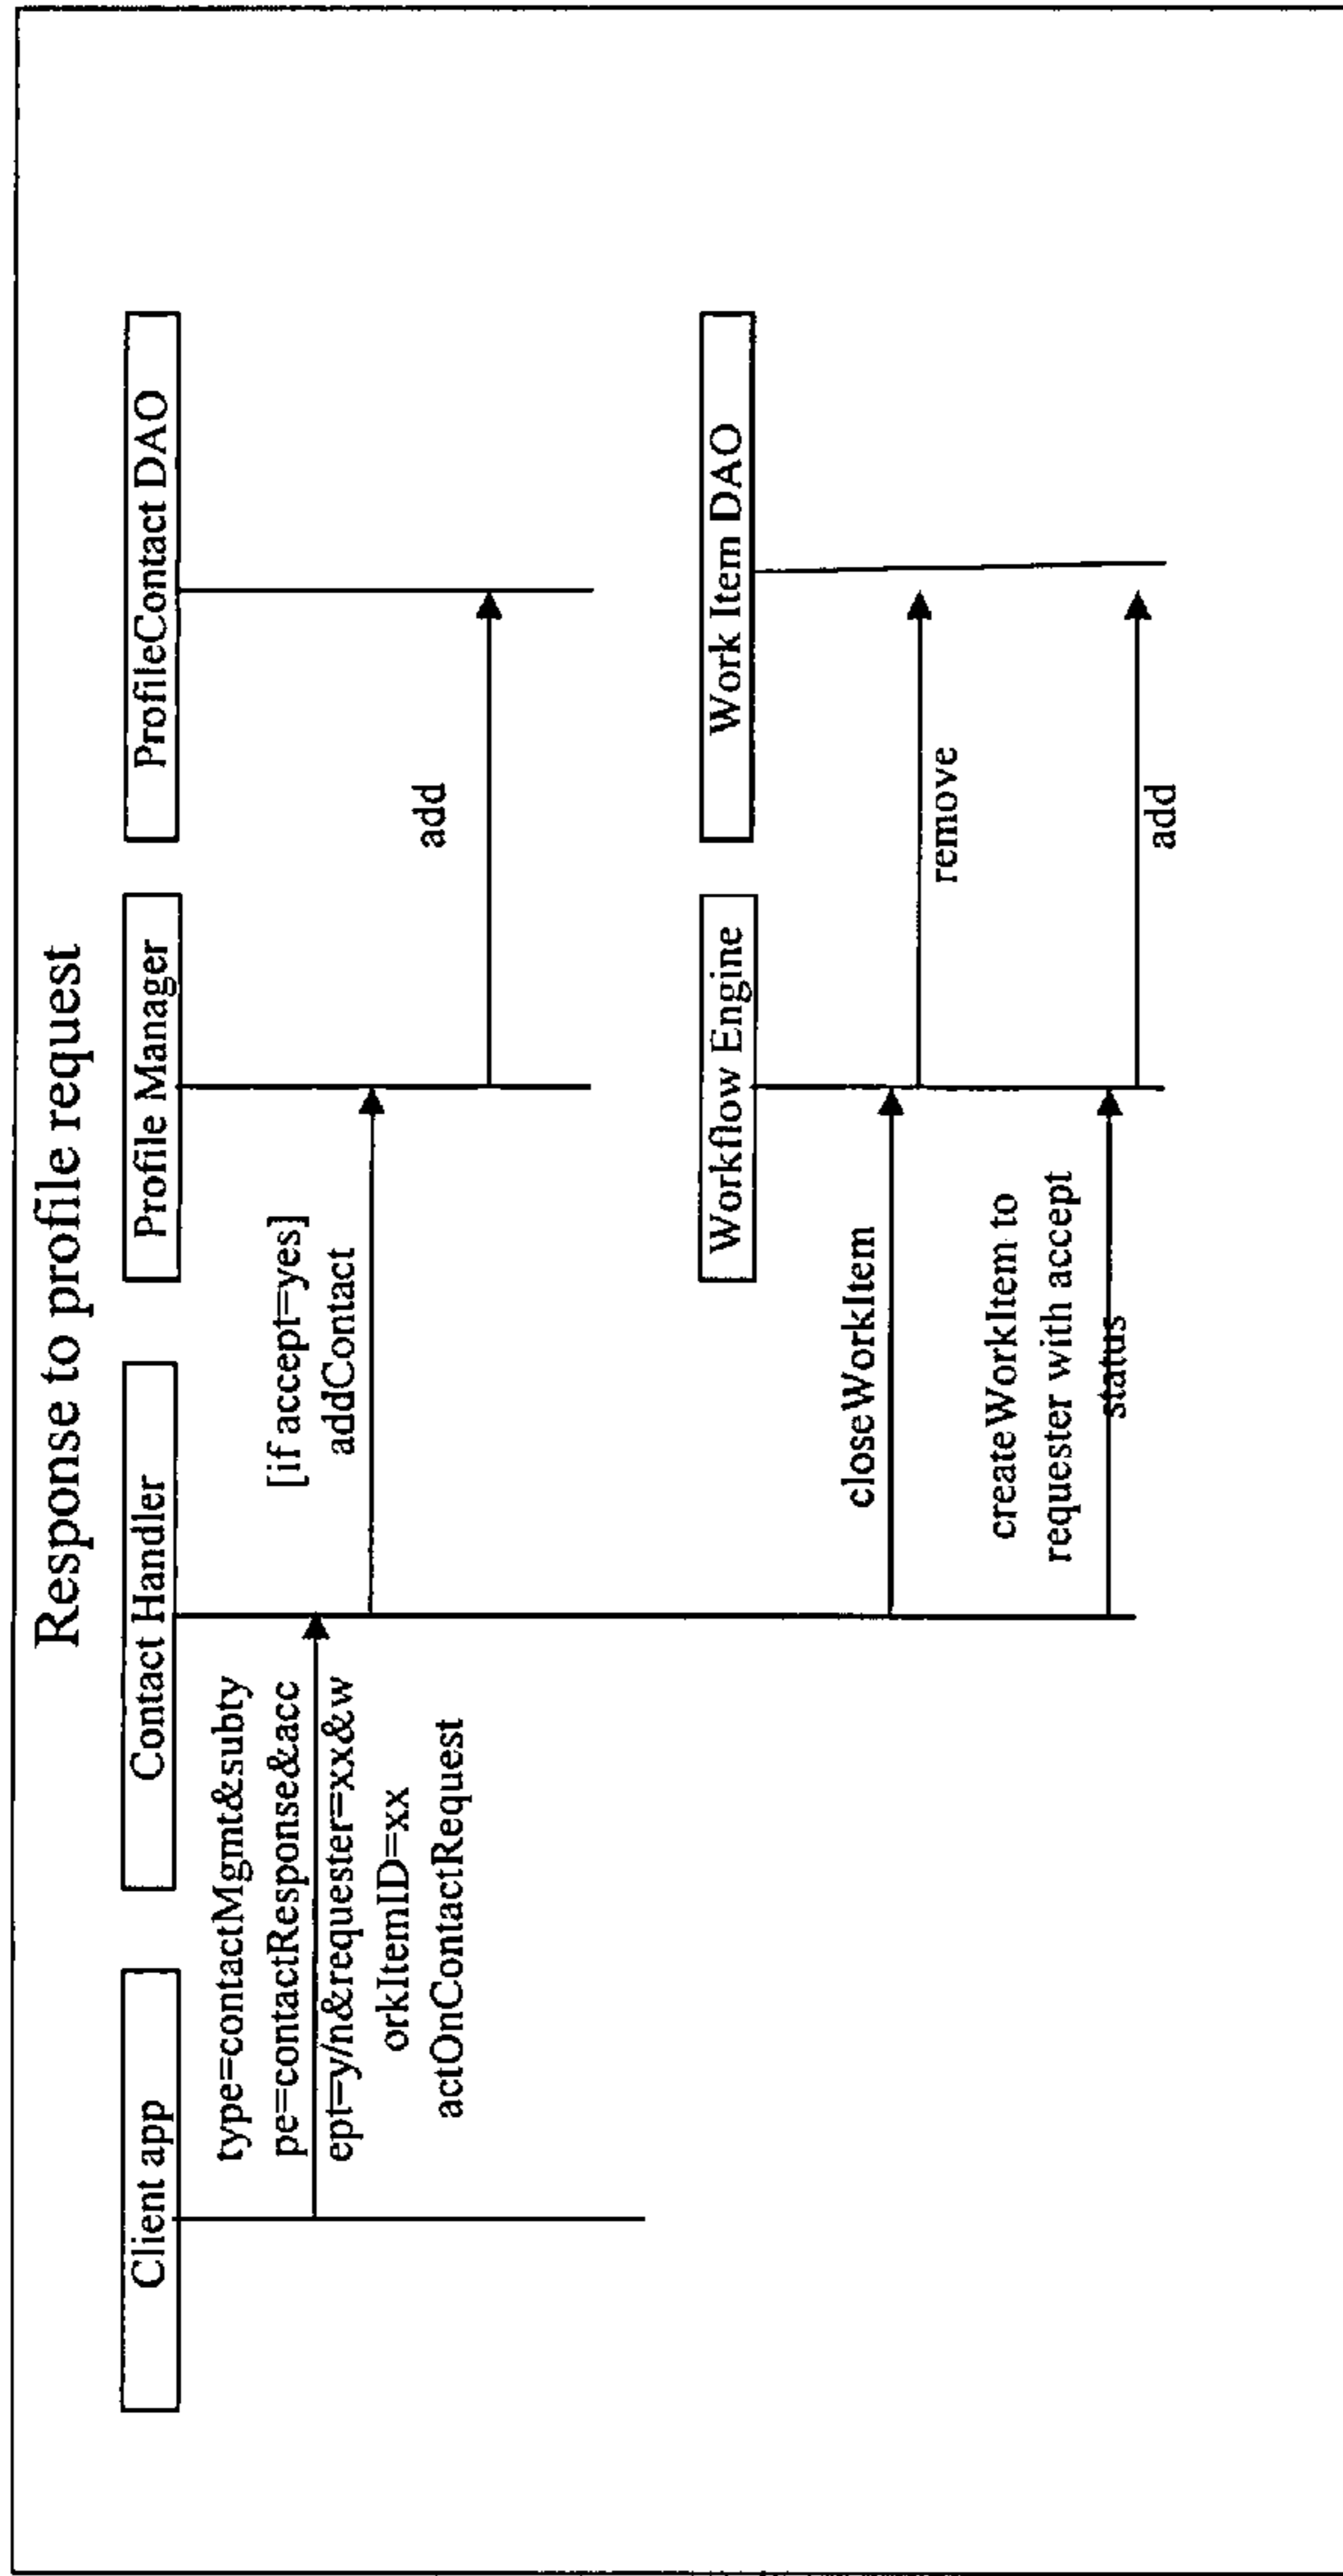 Response to profile request
Client app
Contact Handler
Profile Manager
ProfileContact DAO
type=contactMgmt&subty
pe=contactResponse&acc
ept=y/n&requester=xx&w
orkItemID=xx
actOnContactRequest
[if accept=yes]
addContact
add
Workflow Engine
Work Item DAO
closeWorkItem
remove
createWorkItem to
requester with accept
status
add